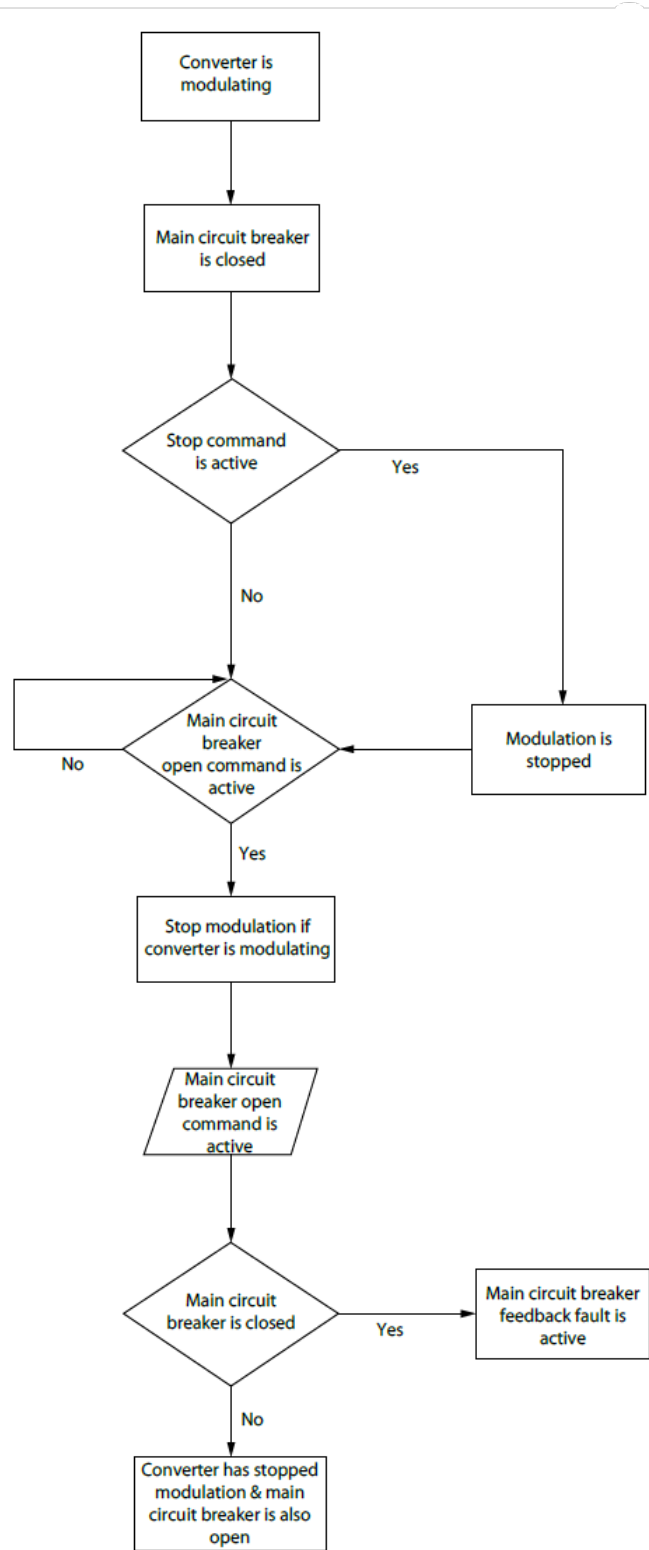 Converter is
modulating
Main circuit breaker
is closed
Stop command
is active
Yes
No
Main circuit
breaker
open command is
active
No
Modulation is
stopped
Yes
Stop modulation if
converter is modulating
Main circuit
breaker open
command is
active
Main circuit
breaker is closed
Yes
Main circuit breaker
feedback fault is
active
No
Converter has stopped
modulation & main
circuit breaker is also
open